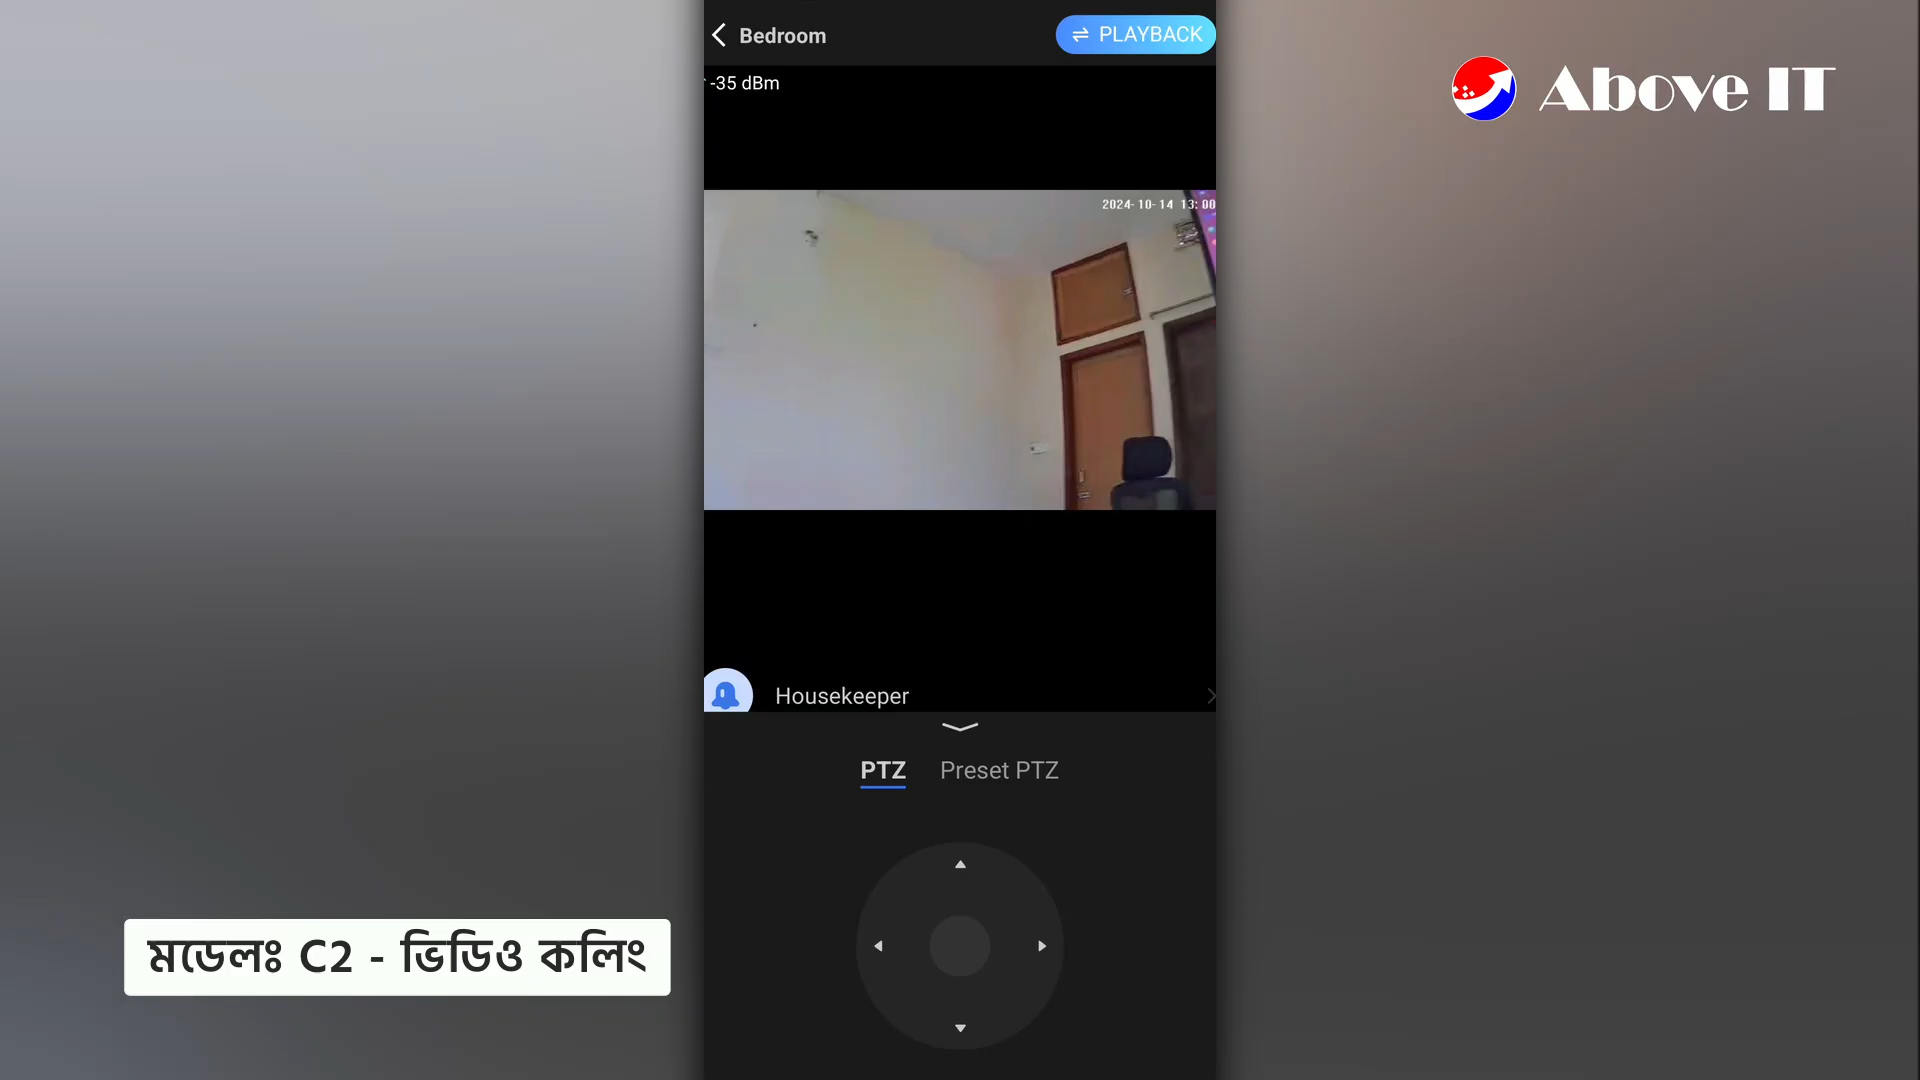 Bedroom
PLAYBACK
-35 dBm
Above IT
2024-10-14 13:00
Housekeeper
PTZ Preset PTZ
মডেলঃ C2 - ভিডিও কলিং